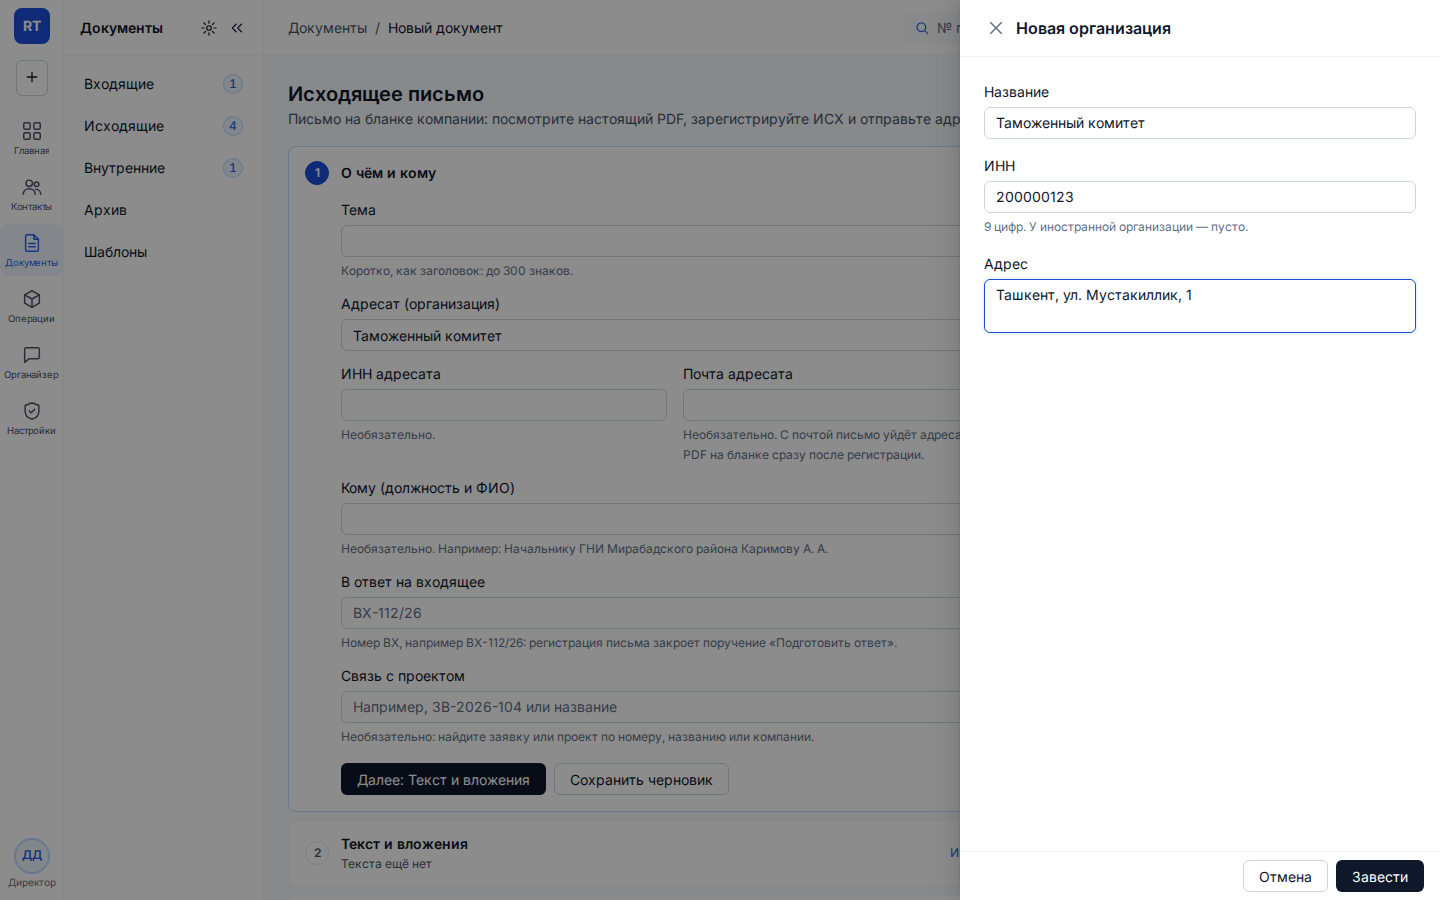 RT
Главная
Контакты
Документы
Операции
Органайзер
Настройки
ДД
Директор
Документы
Входящие 1
Исходящие 4
Внутренние 1
Архив
Шаблоны
Документы / Новый документ
№
Исходящее письмо
Письмо на бланке компании: посмотрите настоящий PDF, зарегистрируйте ИСХ и отправьте адр
1 О чём и кому
Тема
Коротко, как заголовок: до 300 знаков.
Адресат (организация)
Таможенный комитет
ИНН адресата
Необязательно.
Почта адресата
Необязательно. С почтой письмо уйдёт адреса
PDF на бланке сразу после регистрации.
Кому (должность и ФИО)
Необязательно. Например: Начальнику ГНИ Мирабадского района Каримову А. А.
В ответ на входящее
ВХ-112/26
Номер ВХ, например ВХ-112/26: регистрация письма закроет поручение «Подготовить ответ».
Связь с проектом
Например, ЗВ-2026-104 или название
Необязательно: найдите заявку или проект по номеру, названию или компании.
Далее: Текст и вложения
Сохранить черновик
2 Текст и вложения
Текста ещё нет
Новая организация
Название
Таможенный комитет
ИНН
200000123
9 цифр. У иностранной организации — пусто.
Адрес
Ташкент, ул. Мустакиллик, 1
Отмена
Завести